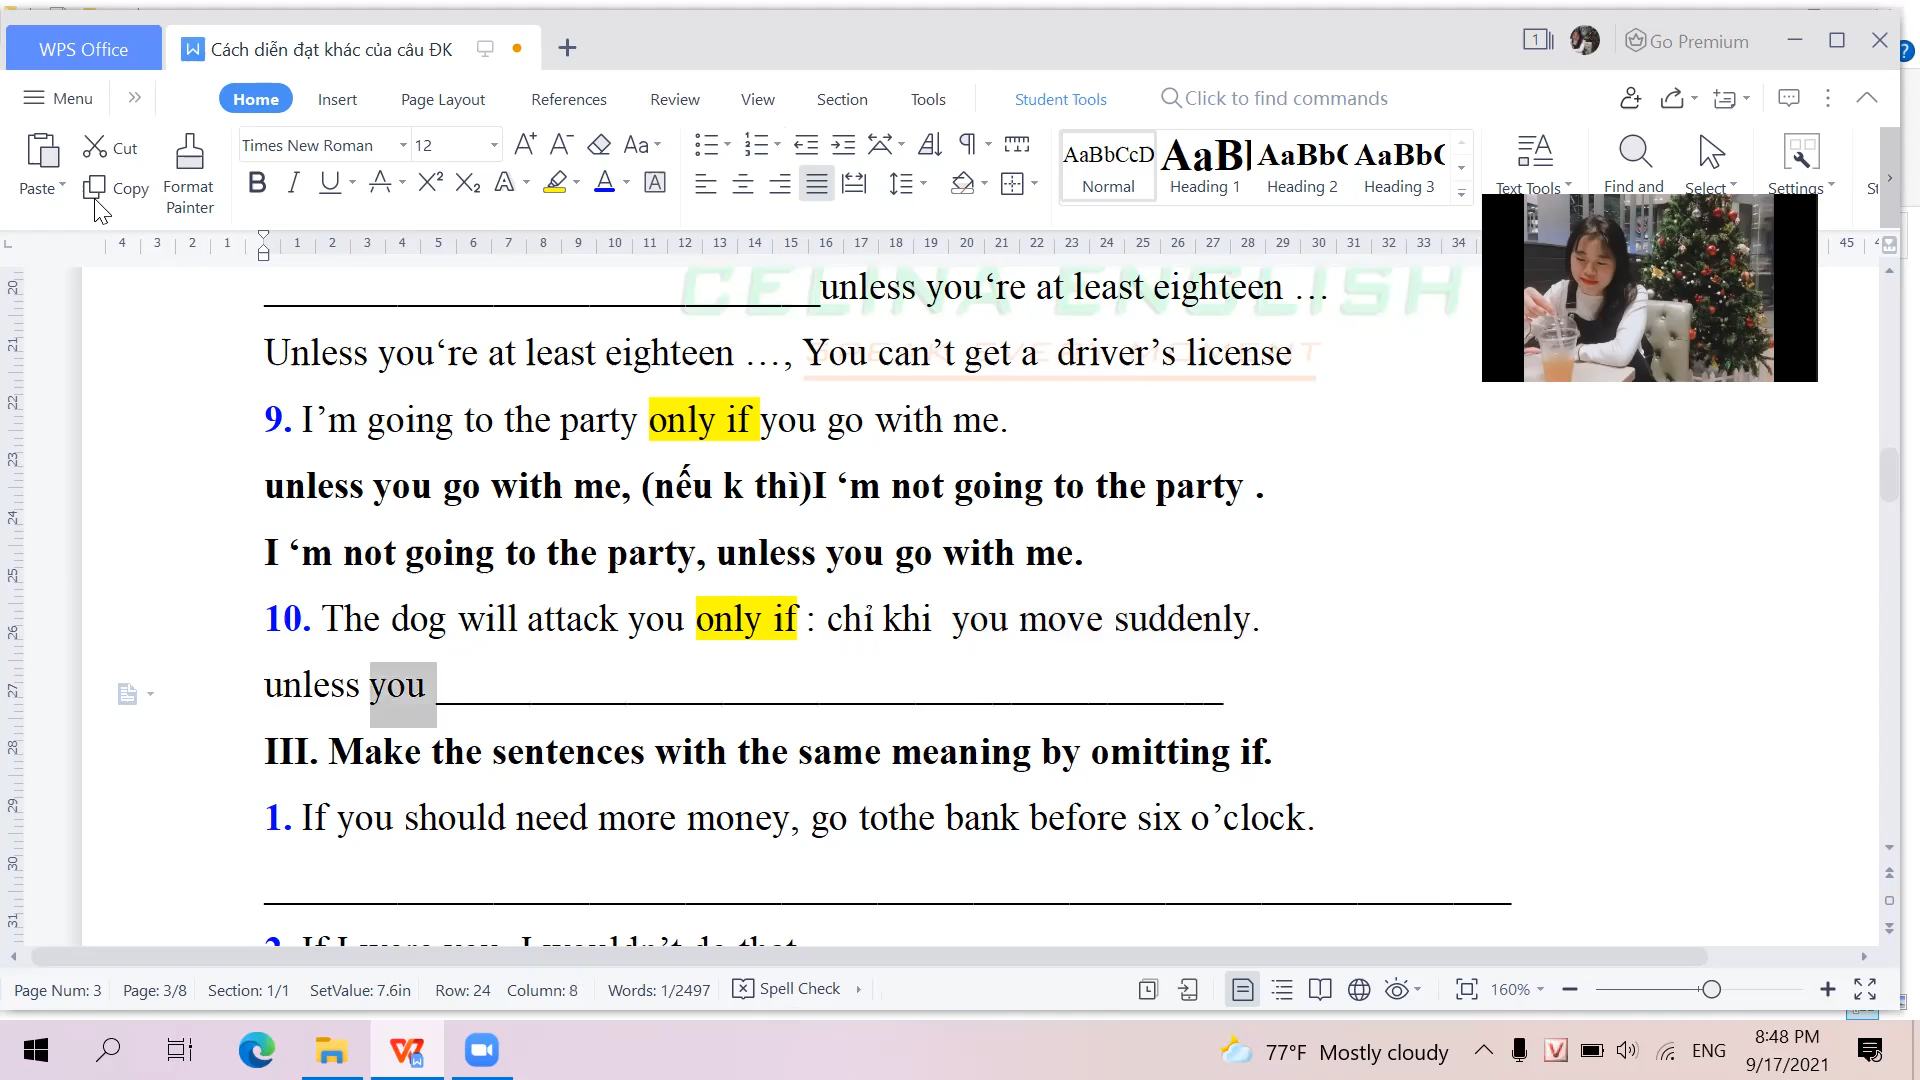 WPS Office
Cách diễn đạt khác của câu ĐK
1
Go Premium
Menu
Home
Insert
Page Layout
References
Review
View
Section
Tools
Student Tools
Click to find commands
Paste
Cut
Copy
Format Painter
Times New Roman
12
AaBbCcD Normal
Heading 1
Heading 2
Heading 3
Text Tools
Find and
Select
Settings
CELINA ENGLISH
_____________unless you‘re at least eighteen …
Unless you‘re at least eighteen …, You can’t get a driver’s license
9. I’m going to the party only if you go with me.
unless you go with me, (nếu k thì)I ‘m not going to the party .
I ‘m not going to the party, unless you go with me.
10. The dog will attack you only if : chỉ khi you move suddenly.
unless you _____________
III. Make the sentences with the same meaning by omitting if.
1. If you should need more money, go tothe bank before six o’clock.
Page Num: 3
Page: 3/8
Section: 1/1
SetValue: 7.6in
Row: 24
Column: 8
Words: 1/2497
Spell Check
160%
77°F Mostly cloudy
ENG
8:48 PM
9/17/2021